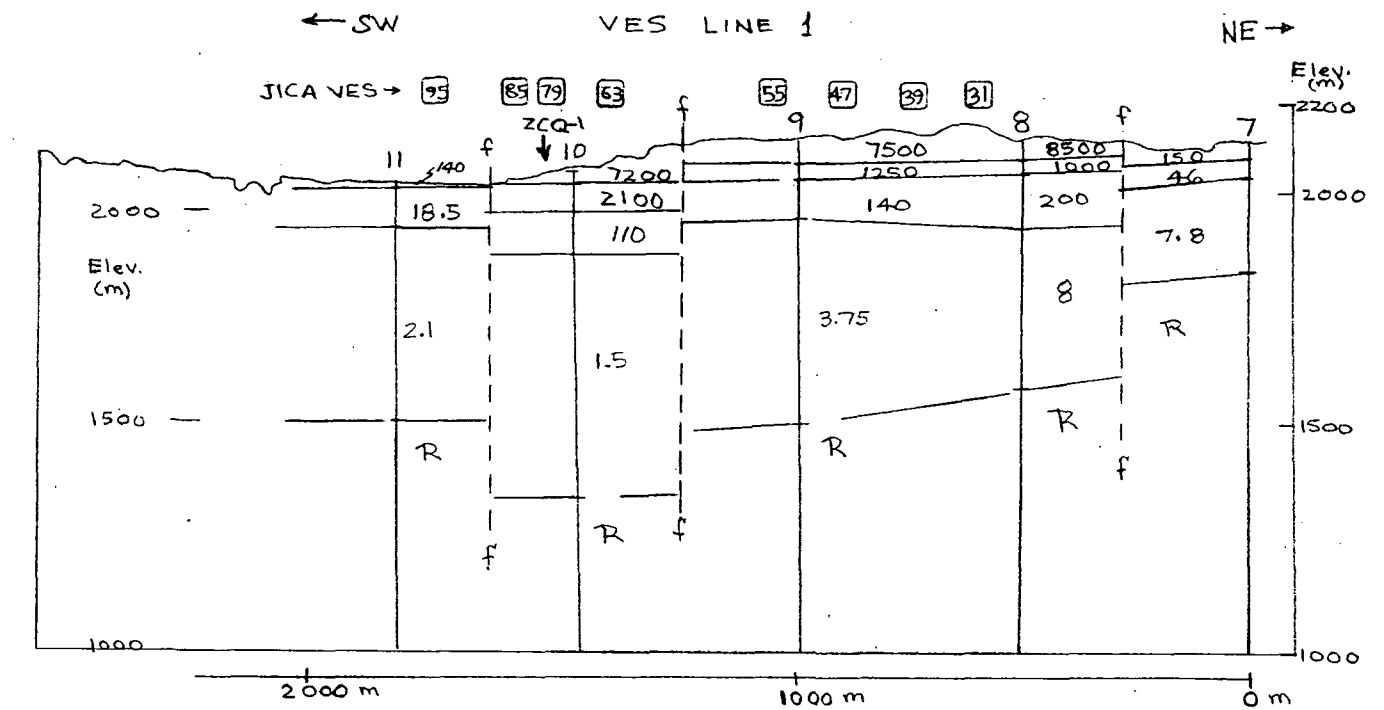 ← SW VES LINE 1 NE →
JICA VES → 95 85 79 63 55 47 39 31
Elev.
(m)
2200
ZCQ-1
f 9 8 f 7
11 140 f 10
7500 8500 150
7200 1250 1000 46
2000 18.5 2100 140 200 2000
110 7.8
Elev.
(m)
8
2.1 3.75 R
1.5
1500 R R R 1500
f
R f
f
1000 1000
2000 m 1000 m 0 m